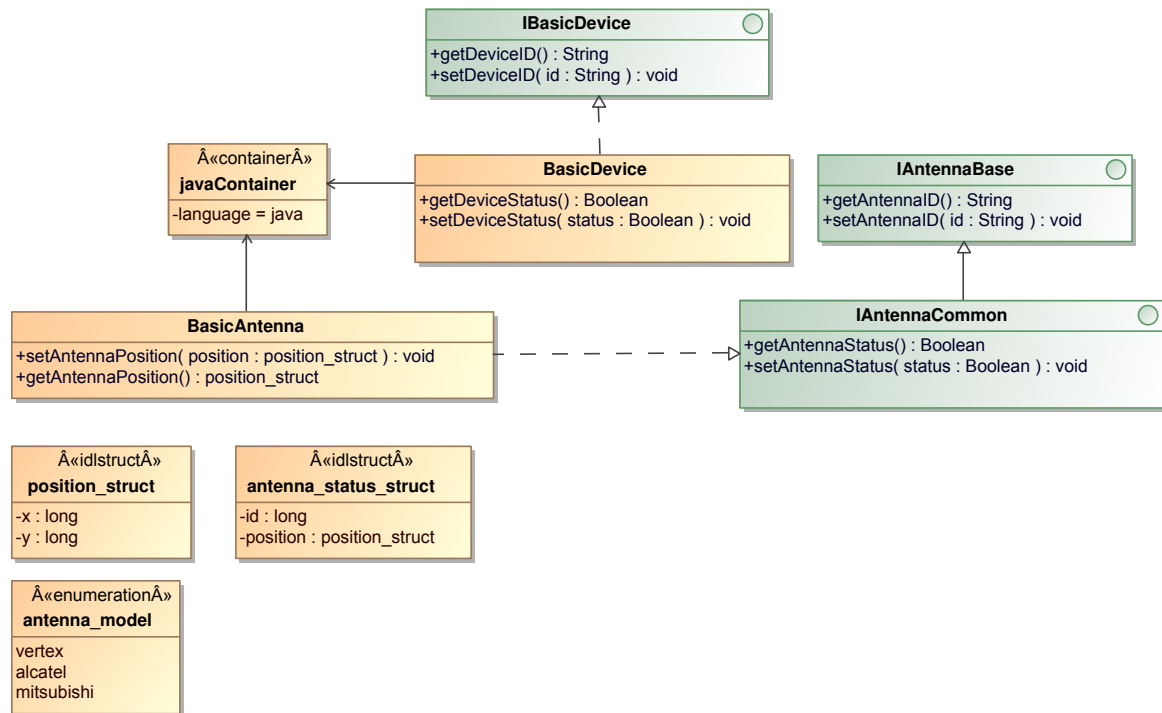 IBasicDevice
+getDeviceID() : String
+setDeviceID( id : String ) : void
Â«containerÂ»
javaContainer
-language = java
BasicDevice
+getDeviceStatus() : Boolean
+setDeviceStatus( status : Boolean ) : void
IAntennaBase
+getAntennaID() : String
+setAntennaID( id : String ) : void
BasicAntenna
+setAntennaPosition( position : position_struct ) : void
+getAntennaPosition() : position_struct
IAntennaCommon
+getAntennaStatus() : Boolean
+setAntennaStatus( status : Boolean ) : void
Â«idlstructÂ»
position_struct
-x : long
-y : long
Â«idlstructÂ»
antenna_status_struct
-id : long
-position : position_struct
Â«enumerationÂ»
antenna_model
vertex
alcatel
mitsubishi